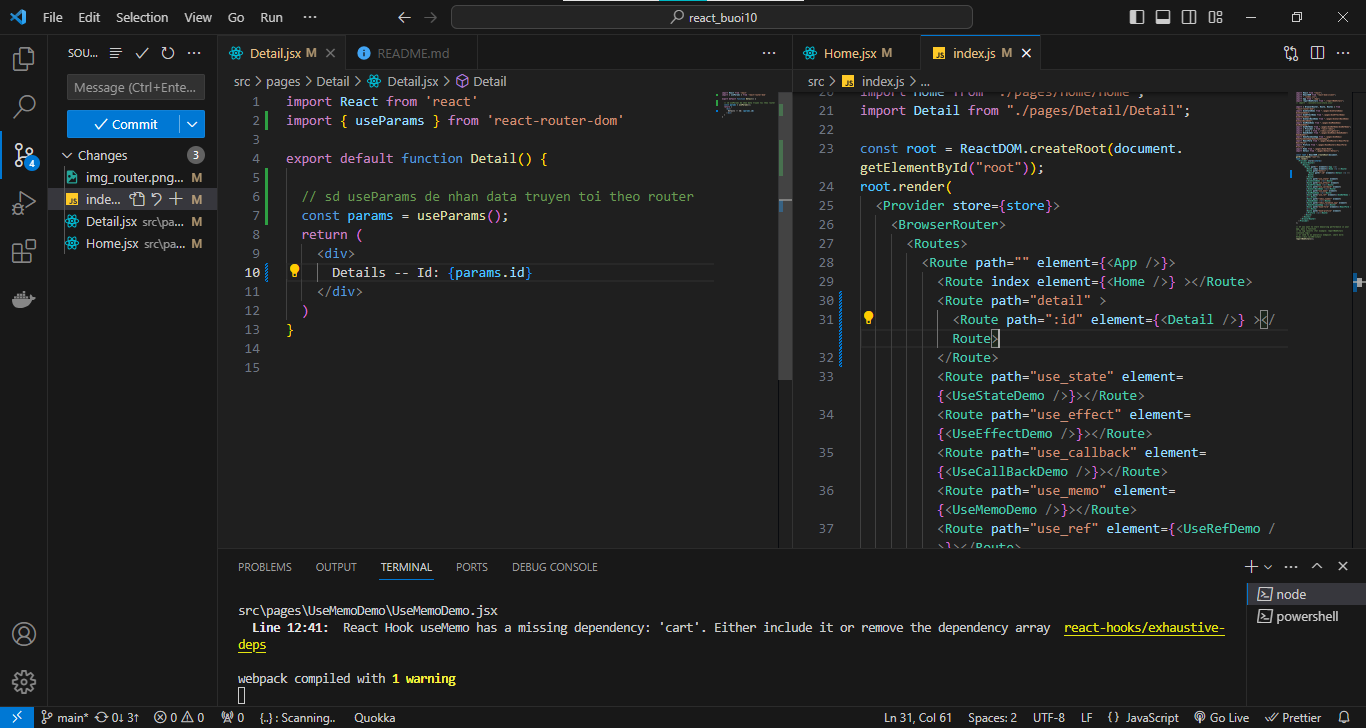 File Edit Selection View Go Run ··· react_buoi10
SOU...
Message (Ctrl+Ente...
Commit
Changes 3
img_router.png... M
inde... M
Detail.jsx src\pa... M
Home.jsx src\pa... M
4
Detail.jsx M
README.md
src > pages > Detail > Detail.jsx > Detail
1 import React from 'react'
2 import { useParams } from 'react-router-dom'
3
4 export default function Detail() {
5
6 // sd useParams de nhan data truyen toi theo router
7 const params = useParams();
8 return (
9 <div>
10 Details -- Id: {params.id}
11 </div>
12 )
13 }
14
15
Home.jsx M
index.js M
src > index.js > ...
20 import Home from "./pages/Home/Home";
21 import Detail from "./pages/Detail/Detail";
22
23 const root = ReactDOM.createRoot(document.
getElementById("root"));
24 root.render(
25 <Provider store={store}>
26 <BrowserRouter>
27 <Routes>
28 <Route path="" element={<App />}>
29 <Route index element={<Home />} ></Route>
30 <Route path="detail" >
31 <Route path=":id" element={<Detail />} ></
Route>
32 </Route>
33 <Route path="use_state" element=
{<UseStateDemo />}></Route>
34 <Route path="use_effect" element=
{<UseEffectDemo />}></Route>
35 <Route path="use_callback" element=
{<UseCallBackDemo />}></Route>
36 <Route path="use_memo" element=
{<UseMemoDemo />}></Route>
37 <Route path="use_ref" element={<UseRefDemo /
>}></Route>
PROBLEMS OUTPUT TERMINAL PORTS DEBUG CONSOLE
src\pages\UseMemoDemo\UseMemoDemo.jsx
Line 12:41: React Hook useMemo has a missing dependency: 'cart'. Either include it or remove the dependency array react-hooks/exhaustive-
deps
webpack compiled with 1 warning
node
powershell
main* 0↓ 3↑ 0 0 0 {..} : Scanning.. Quokka Ln 31, Col 61 Spaces: 2 UTF-8 LF {} JavaScript Go Live Prettier